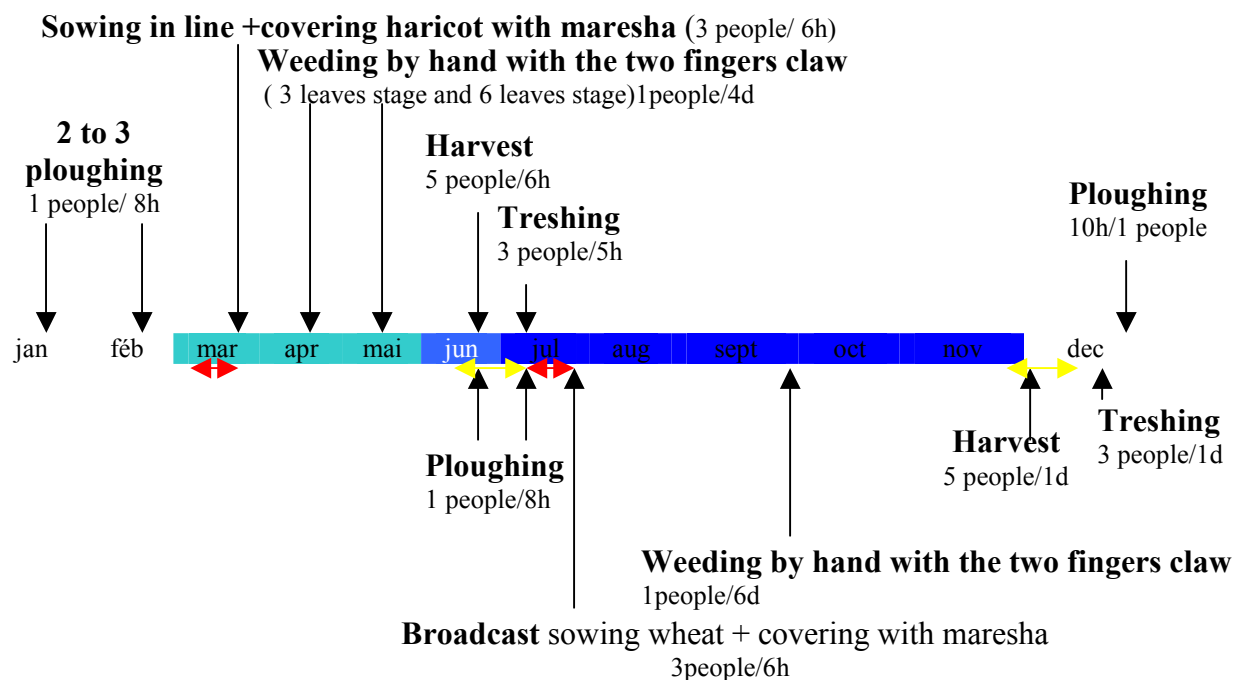 Sowing in line +covering haricot with maresha (3 people/ 6h)
Weeding by hand with the two fingers claw
( 3 leaves stage and 6 leaves stage)1people/4d
2 to 3
ploughing
1 people/ 8h
Harvest
5 people/6h
Treshing
3 people/5h
Ploughing
10h/1 people
jan féb mar apr mai jun jul aug sept oct nov dec
Ploughing
1 people/8h
Harvest
5 people/1d
Treshing
3 people/1d
Weeding by hand with the two fingers claw
1people/6d
Broadcast sowing wheat + covering with maresha
3people/6h